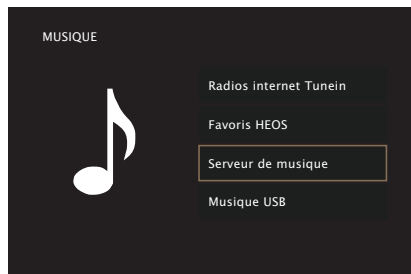 MUSIQUE
Radios internet Tunein
Favoris HEOS
Serveur de musique
Musique USB